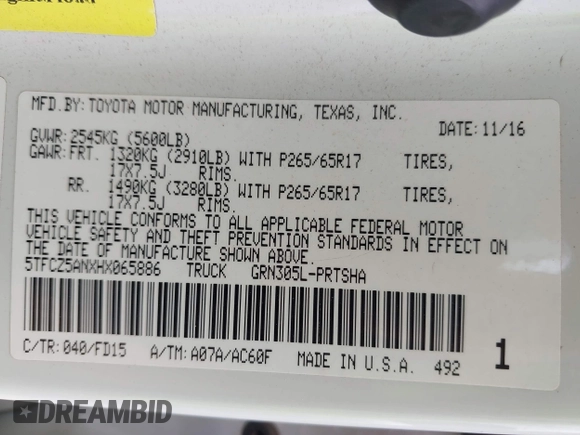 MFD.BY:TOYOTA MOTOR MANUFACTURING, TEXAS, INC.
DATE:11/16
GVWR:2545KG (5600LB)
GAWR:FRT. 1320KG (2910LB) WITH P265/65R17 TIRES,
17X7.5J RIMS.
RR. 1490KG (3280LB) WITH P265/65R17 TIRES,
17X7.5J RIMS.
THIS VEHICLE CONFORMS TO ALL APPLICABLE FEDERAL MOTOR
VEHICLE SAFETY AND THEFT PREVENTION STANDARDS IN EFFECT ON
THE DATE OF MANUFACTURE SHOWN ABOVE.
5TFCZ5ANXHX065886 TRUCK GRN305L-PRTSHA
C/TR:040/FD15 A/TM:A07A/AC60F MADE IN U.S.A. 492 1
DREAMBID